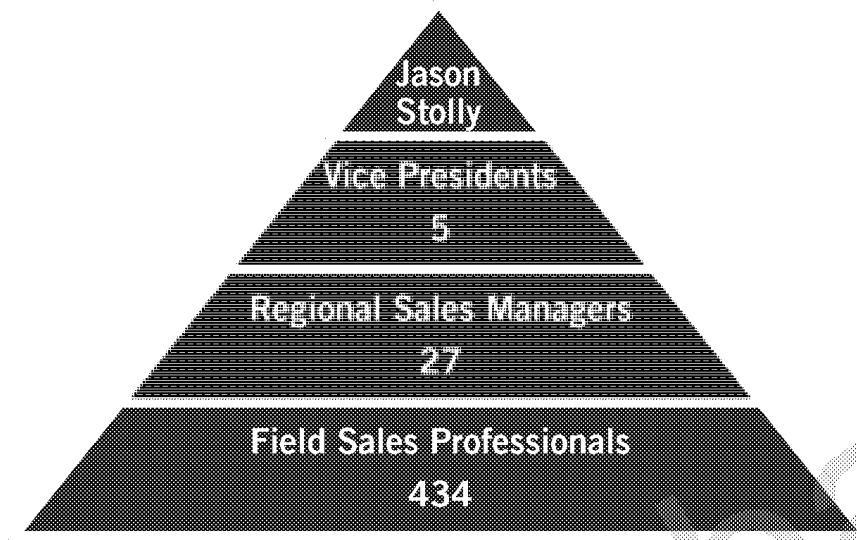 Jason
Stolly
Vice Presidents
5
Regional Sales Managers
27
Field Sales Professionals
434